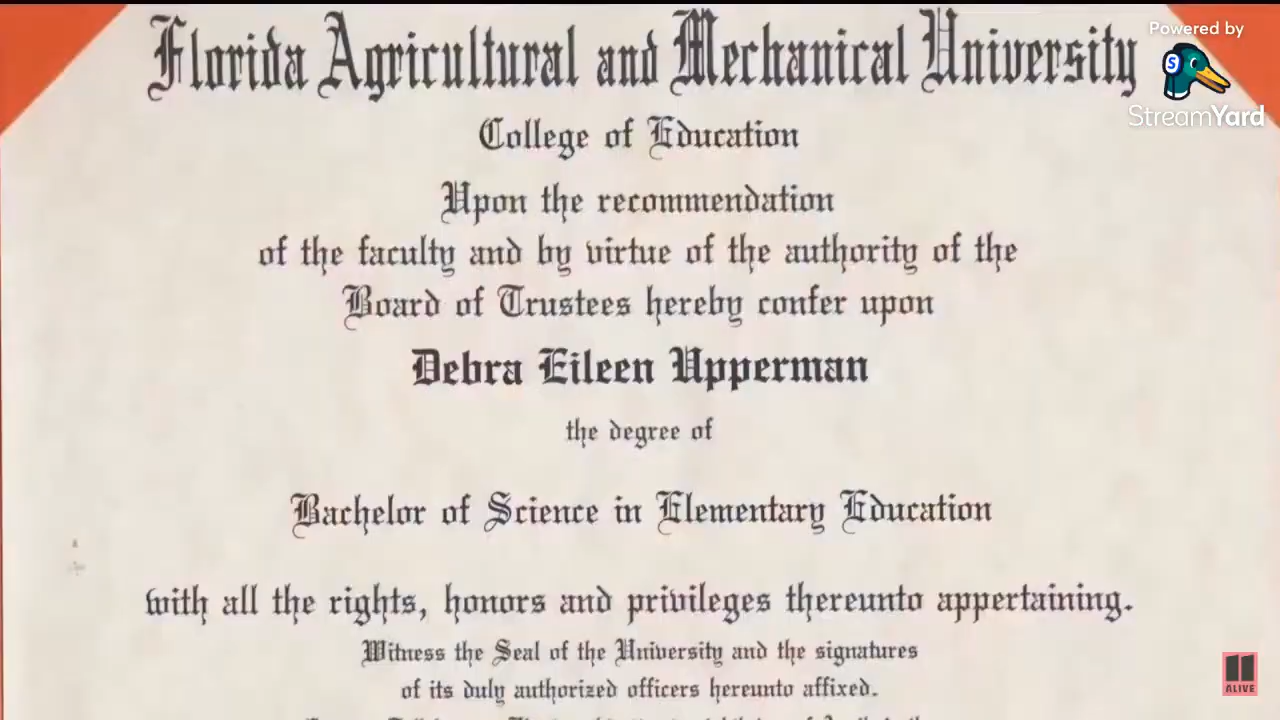 Florida Agricultural and Mechanical University
Powered by
S
StreamYard
College of Education
Upon the recommendation
of the faculty and by virtue of the authority of the
Board of Trustees hereby confer upon
Debra Eileen Upperman
the degree of
Bachelor of Science in Elementary Education
with all the rights, honors and privileges thereunto appertaining.
Witness the Seal of the University and the signatures
of its duly authorized officers hereunto affixed.
11
ALIVE